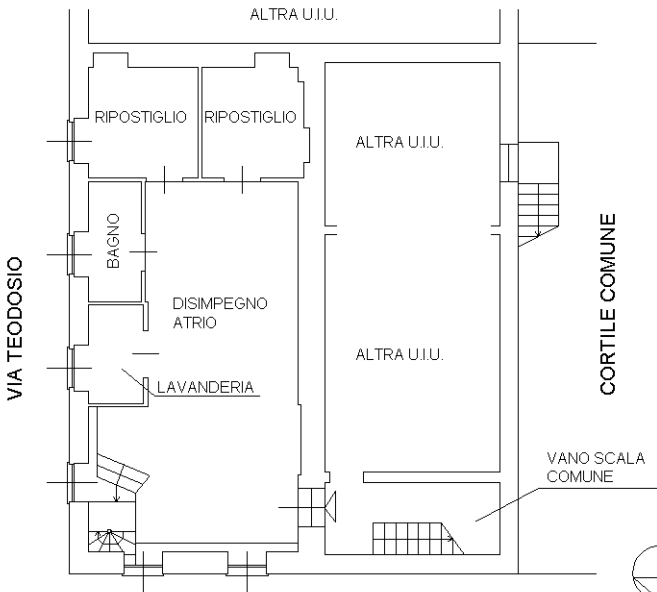 ALTRA U.I.U.
RIPOSTIGLIO
RIPOSTIGLIO
ALTRA U.I.U.
BAGNO
VIA TEODOSIO
CORTILE COMUNE
DISIMPEGNO
ATRIO
ALTRA U.I.U.
LAVANDERIA
VANO SCALA
COMUNE